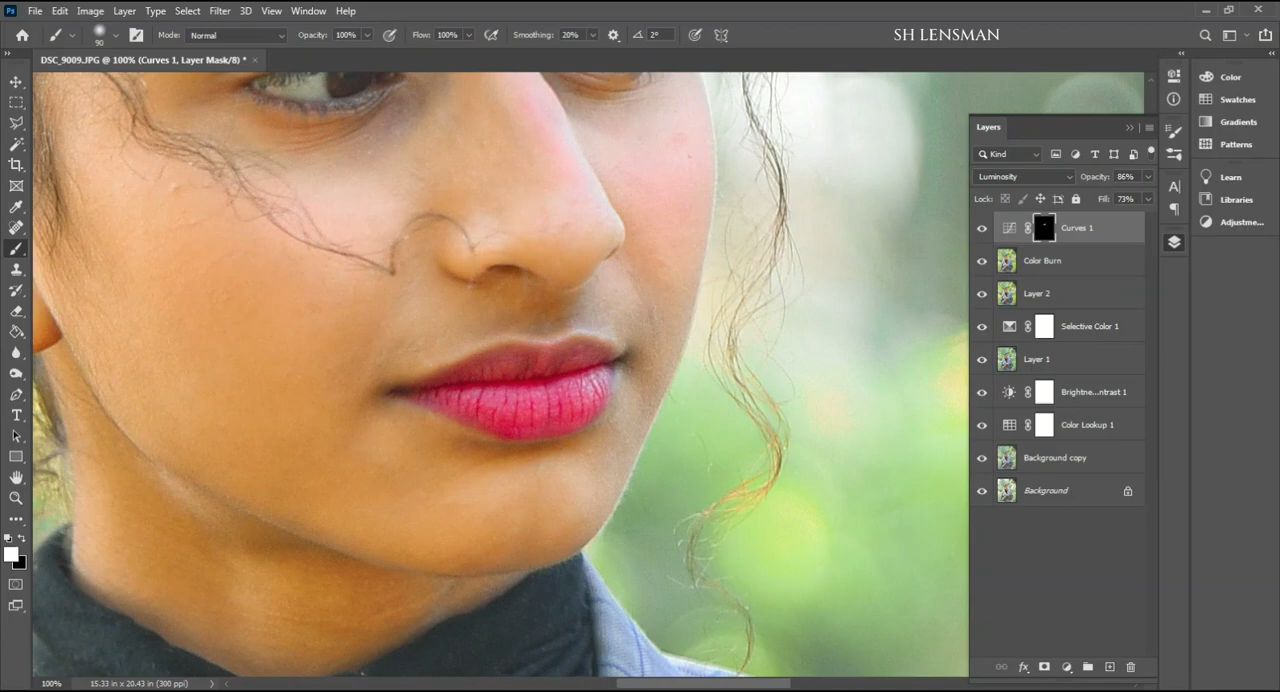 Ps File Edit Image Layer Type Select Filter 3D View Window Help
90 Mode: Normal Opacity: 100% Flow: 100% Smoothing: 20% 2° SH LENSMAN
DSC_9009.JPG @ 100% (Curves 1, Layer Mask/8) *
Layers
Kind
Luminosity Opacity: 86%
Lock: Fill: 73%
Curves 1
Color Burn
Layer 2
Selective Color 1
Layer 1
Brightne...ntrast 1
Color Lookup 1
Background copy
Background
Color
Swatches
Gradients
Patterns
Learn
Libraries
Adjustme...
100% 15.33 in x 20.43 in (300 ppi)